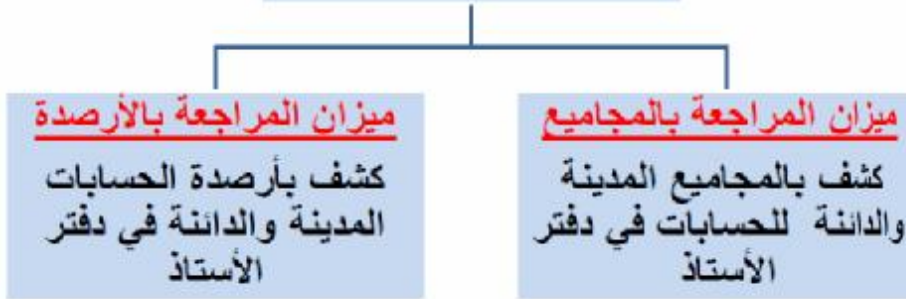 ميزان المراجعة بالمجاميع
كشف بالمجاميع المدينة
والدائنة للحسابات في دفتر
الأستاذ
ميزان المراجعة بالأرصدة
كشف بأرصدة الحسابات
المدينة والدائنة في دفتر
الأستاذ